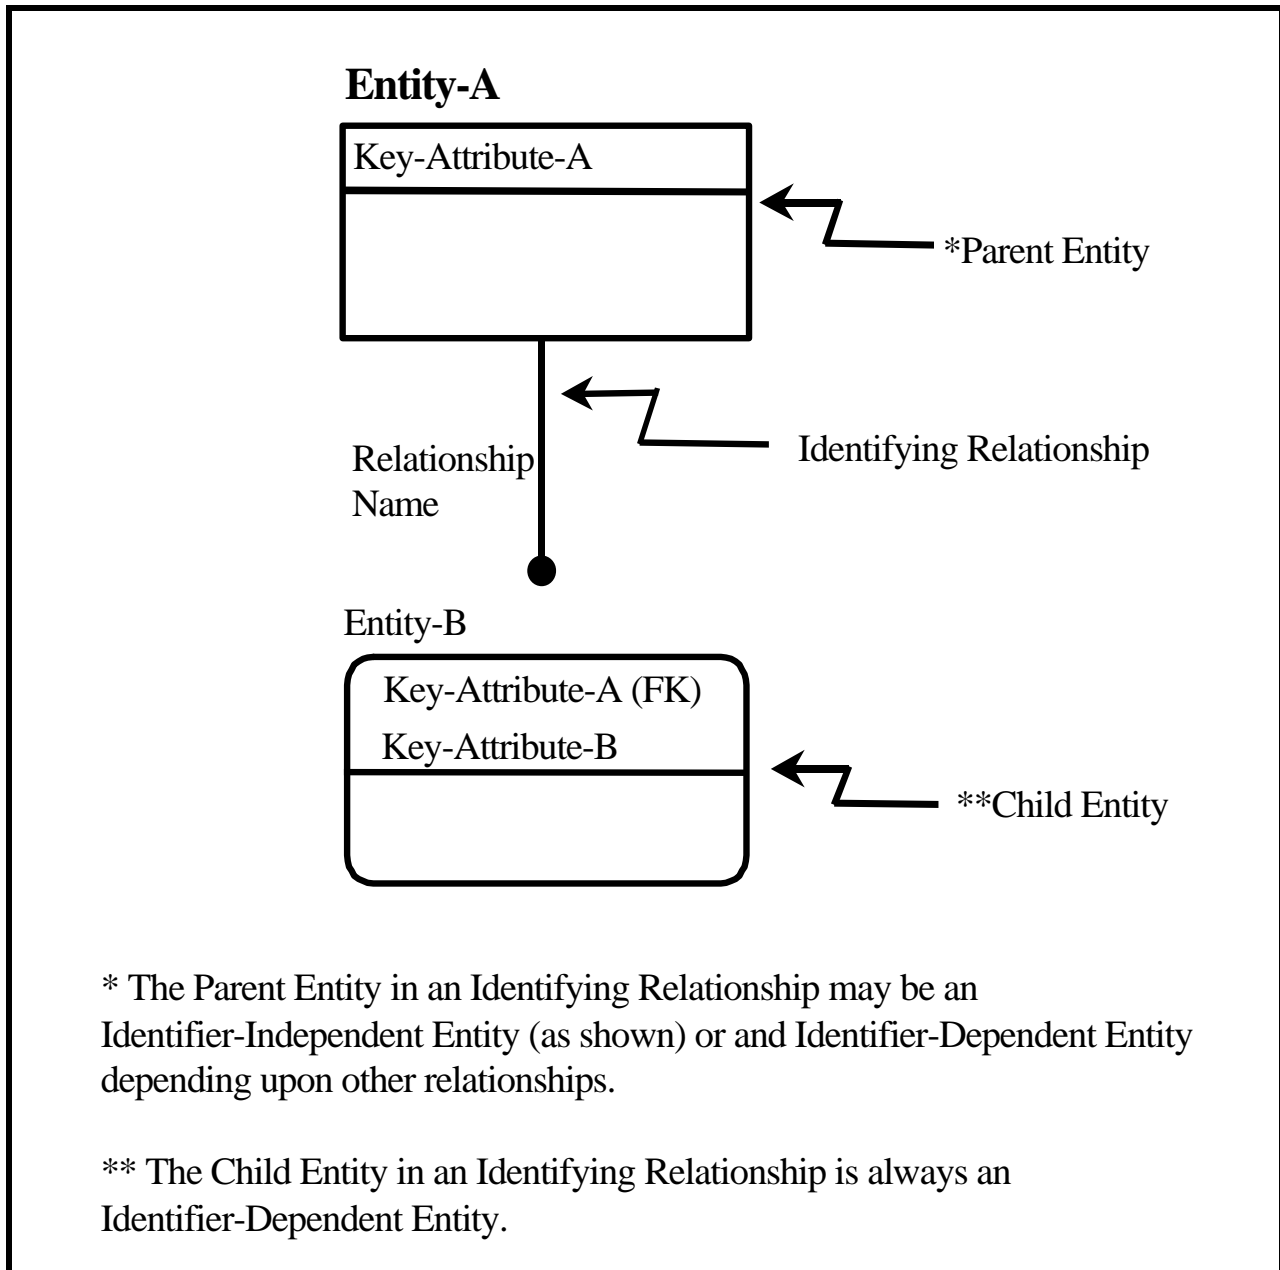 Entity-A
Key-Attribute-A
*Parent Entity
Identifying Relationship
Relationship
Name
Entity-B
Key-Attribute-A (FK)
Key-Attribute-B
**Child Entity
* The Parent Entity in an Identifying Relationship may be an
Identifier-Independent Entity (as shown) or and Identifier-Dependent Entity
depending upon other relationships.
** The Child Entity in an Identifying Relationship is always an
Identifier-Dependent Entity.